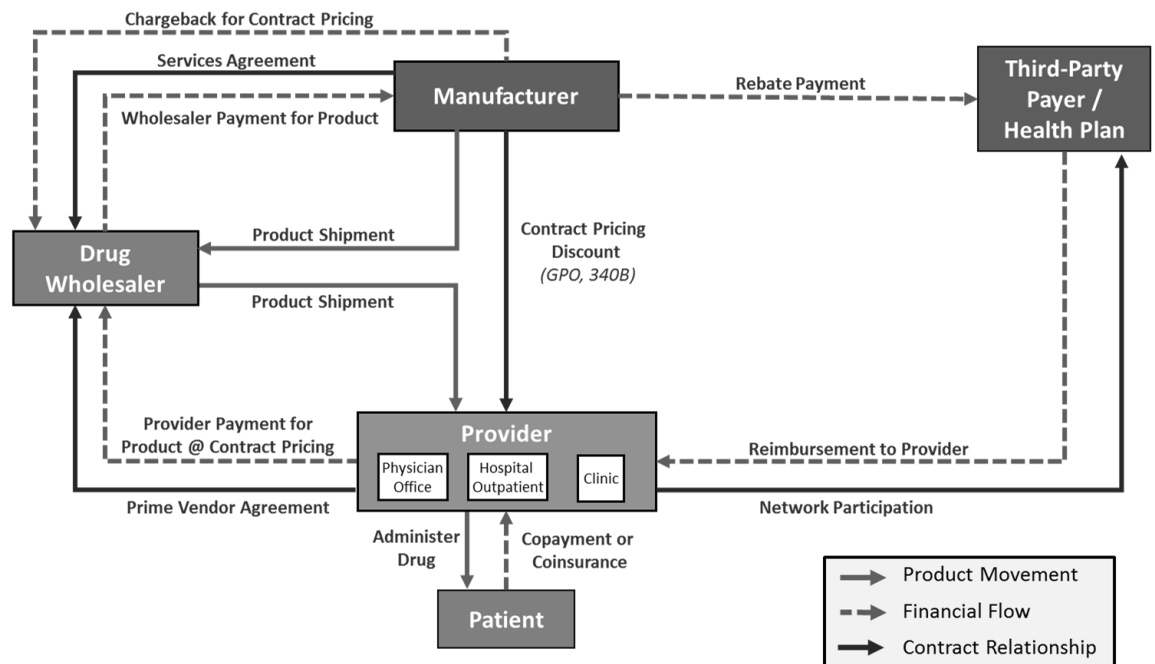 Chargeback for Contract Pricing
Services Agreement
Wholesaler Payment for Product
Manufacturer
Rebate Payment
Third-Party
Payer /
Health Plan
Drug
Wholesaler
Product Shipment
Product Shipment
Contract Pricing
Discount
(GPO, 340B)
Provider Payment for
Product @ Contract Pricing
Provider
Physician
Office
Hospital
Outpatient
Clinic
Reimbursement to Provider
Prime Vendor Agreement
Network Participation
Administer
Drug
Copayment or
Coinsurance
Patient
Product Movement
Financial Flow
Contract Relationship